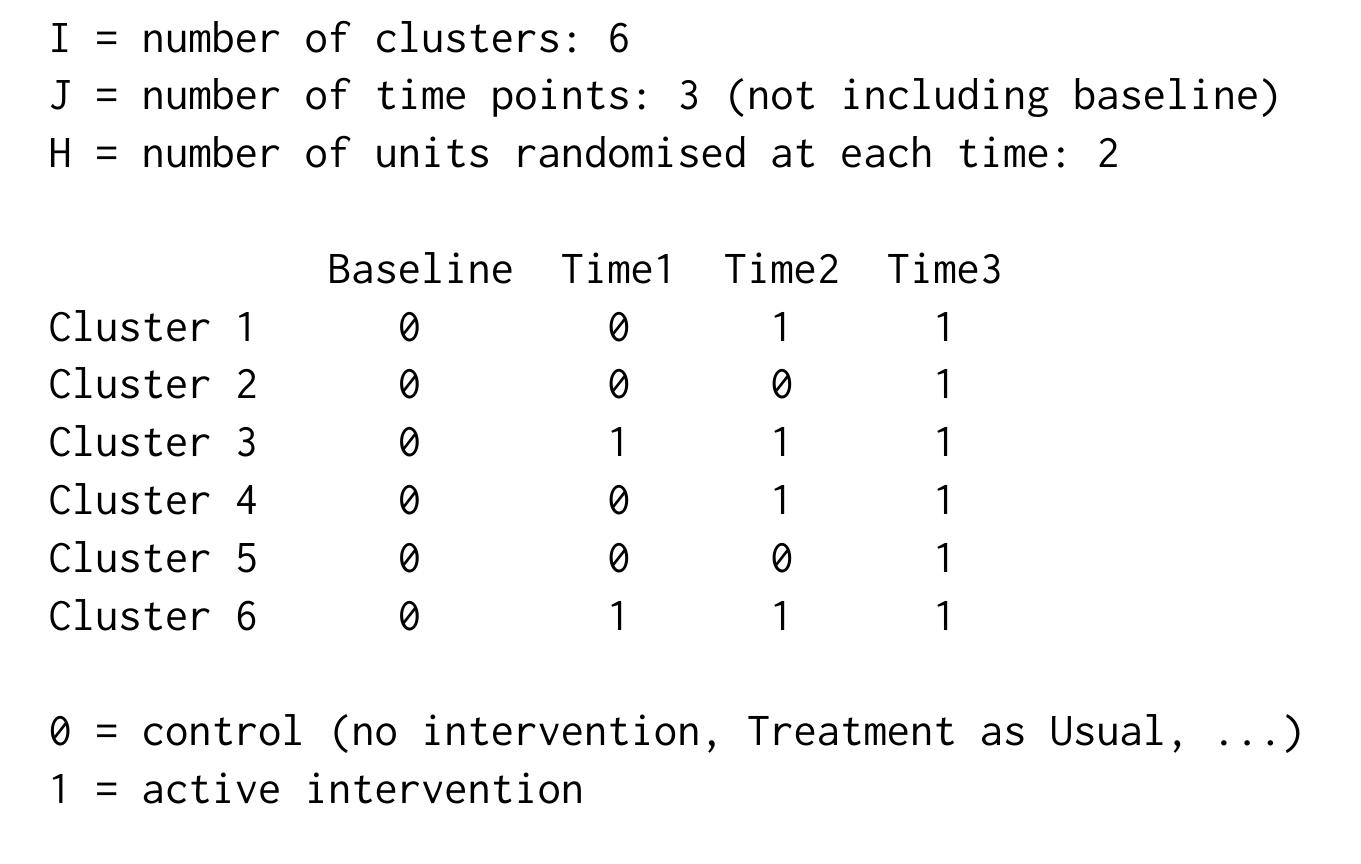 I = number of clusters: 6
J = number of time points: 3 (not including baseline)
H = number of units randomised at each time: 2
Baseline Time1 Time2 Time3
Cluster 1 0 0 1 1
Cluster 2 0 0 0 1
Cluster 3 0 1 1 1
Cluster 4 0 0 1 1
Cluster 5 0 0 0 1
Cluster 6 0 1 1 1
0 = control (no intervention, Treatment as Usual, ...)
1 = active intervention